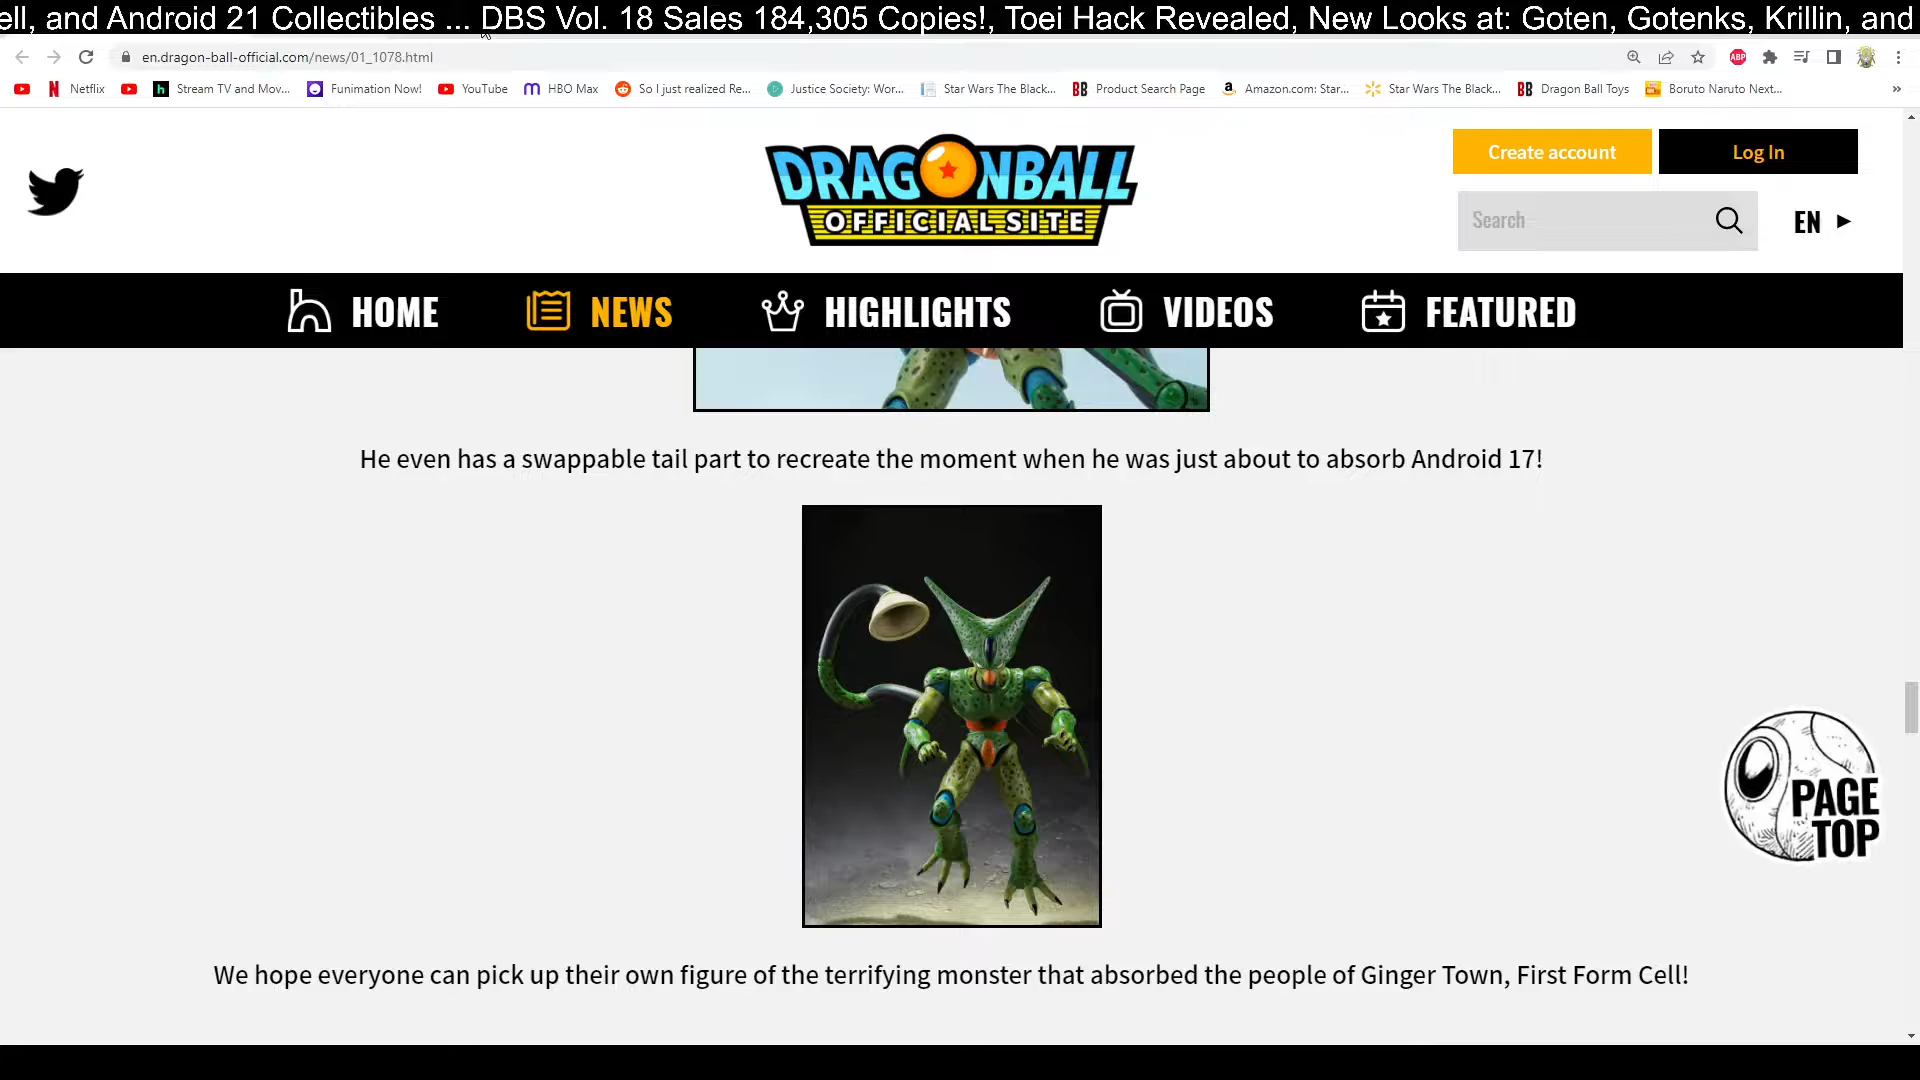 ell, and Android 21 Collectibles ... DBS Vol. 18 Sales 184,305 Copies!, Toei Hack Revealed, New Looks at: Goten, Gotenks, Krillin, and
en.dragon-ball-official.com/news/01_1078.html
ABP
Netflix
h Stream TV and Mov...
Funimation Now!
YouTube
HBO Max
So I just realized Re...
Justice Society: Wor...
Star Wars The Black...
BB Product Search Page
a Amazon.com: Star...
Star Wars The Black...
BB Dragon Ball Toys
Boruto Naruto Next...
»
DRAGONBALL
OFFICIAL SITE
Create account
Log In
Search
EN ►
HOME
NEWS
HIGHLIGHTS
VIDEOS
FEATURED
He even has a swappable tail part to recreate the moment when he was just about to absorb Android 17!
PAGE
TOP
We hope everyone can pick up their own figure of the terrifying monster that absorbed the people of Ginger Town, First Form Cell!